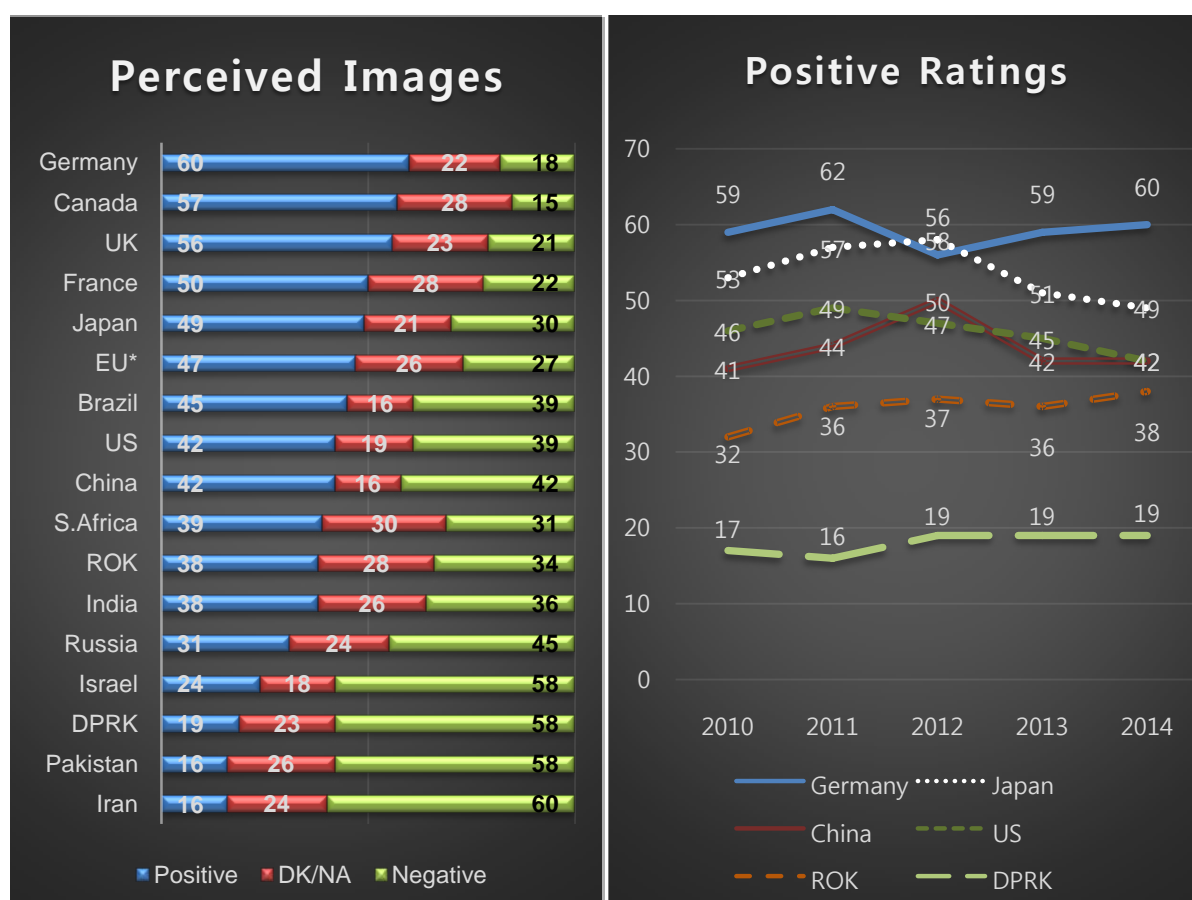 Perceived Images
Germany 60 22 18
Canada 57 28 15
UK 56 23 21
France 50 28 22
Japan 49 21 30
EU* 47 26 27
Brazil 45 16 39
US 42 19 39
China 42 16 42
S.Africa 39 30 31
ROK 38 28 34
India 38 26 36
Russia 31 24 45
Israel 24 18 58
DPRK 19 23 58
Pakistan 16 26 58
Iran 16 24 60
Positive DK/NA Negative
Positive Ratings
70
60
50
40
30
20
10
0
59 62 56 59 60
53 57 58 51 49
41 44 50 42 42
46 49 47 45 42
32 36 37 36 38
17 16 19 19 19
2010 2011 2012 2013 2014
Germany Japan
China US
ROK DPRK